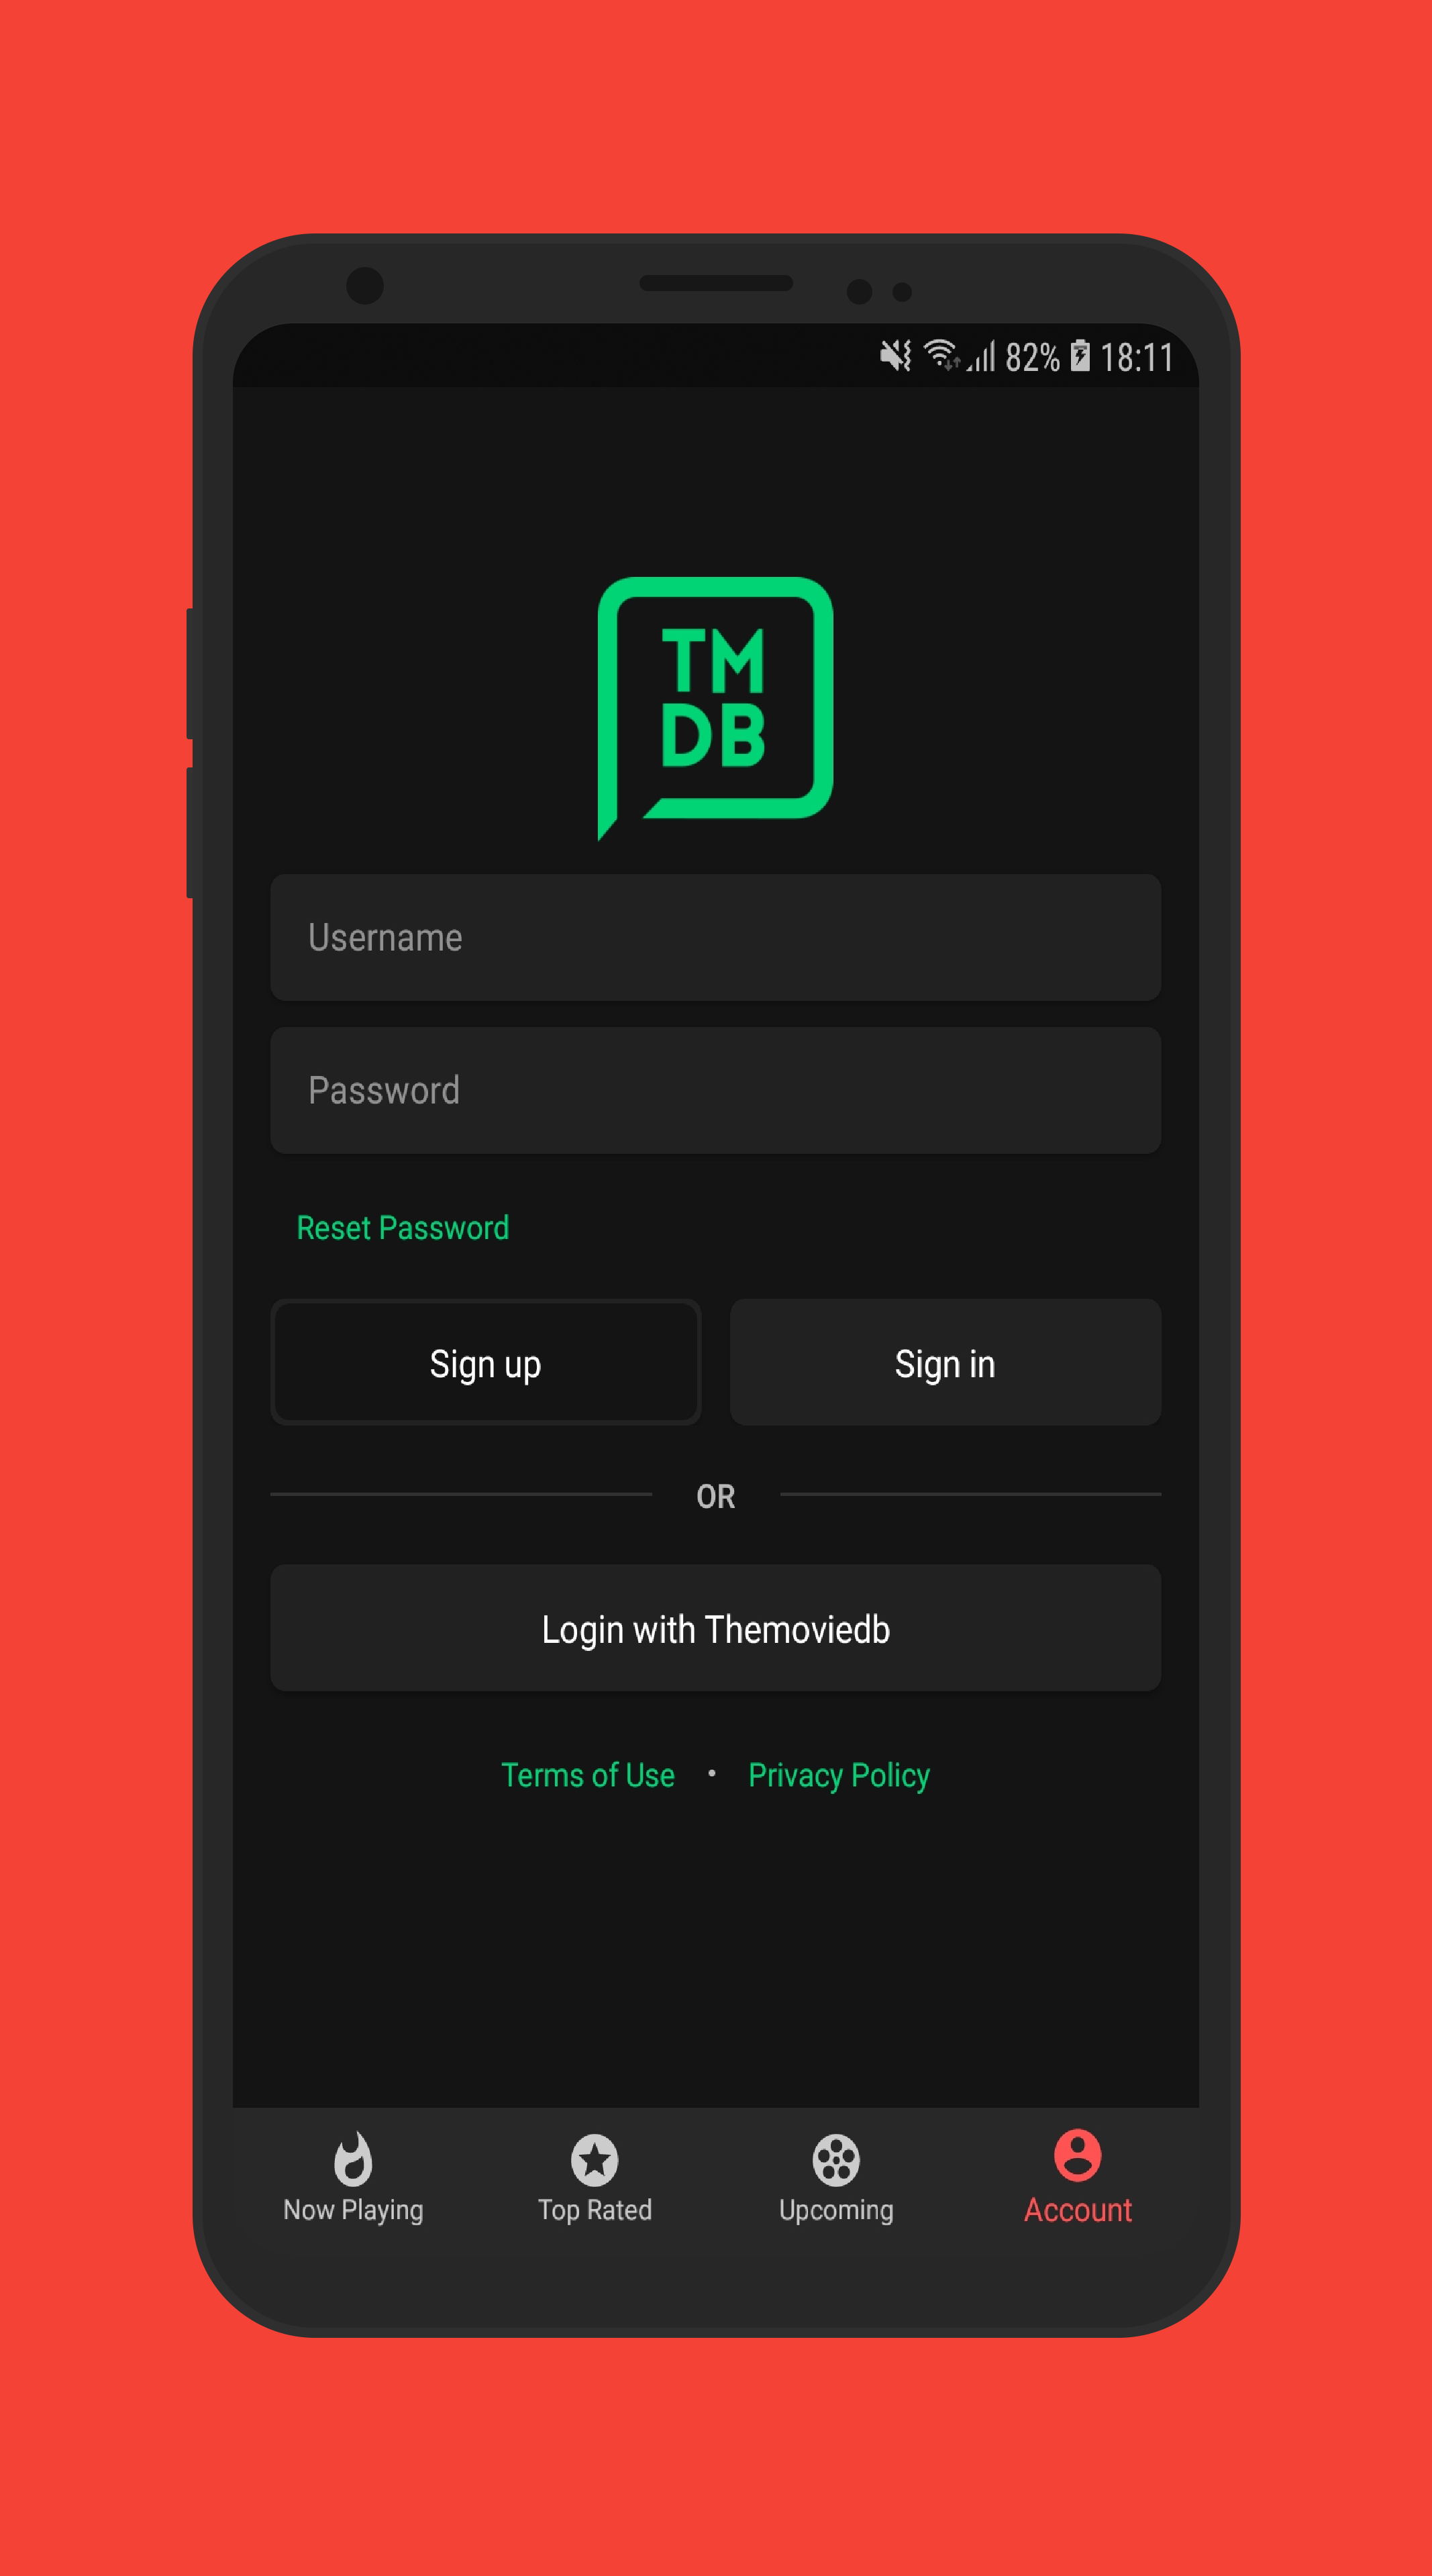 82% 18:11
TM
DB
Username
Password
Reset Password
Sign up Sign in
OR
Login with Themoviedb
Terms of Use • Privacy Policy
Now Playing Top Rated Upcoming Account